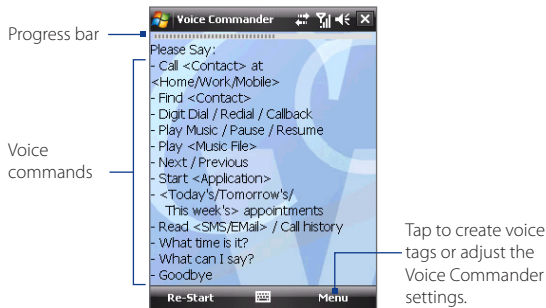 Voice Commander
Progress bar
Please Say:
- Call <Contact> at
<Home/Work/Mobile>
- Find <Contact>
- Digit Dial / Redial / Callback
- Play Music / Pause / Resume
- Play <Music File>
- Next / Previous
- Start <Application>
- <Today's/Tomorrow's/
This week's> appointments
- Read <SMS/EMail> / Call history
- What time is it?
- What can I say?
- Goodbye
Voice
commands
Re-Start
Menu
Tap to create voice
tags or adjust the
Voice Commander
settings.